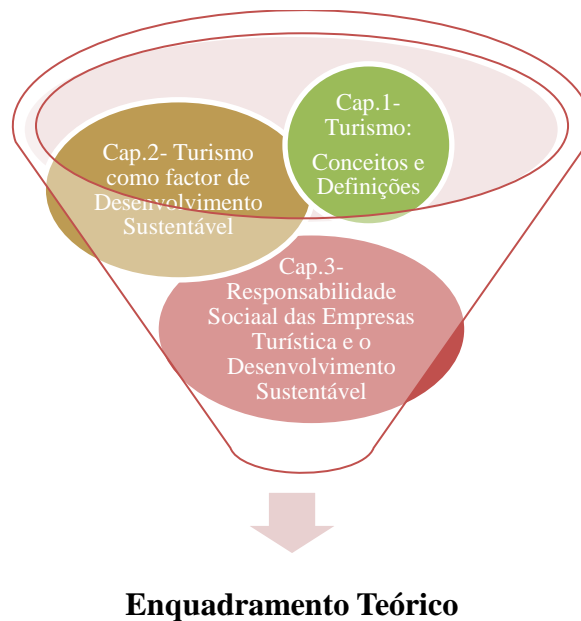 Cap.1-
Turismo:
Conceitos e
Definições
Cap.2- Turismo
como factor de
Desenvolvimento
Sustentável
Cap.3-
Responsabilidade
Sociaal das Empresas
Turística e o
Desenvolvimento
Sustentável
Enquadramento Teórico